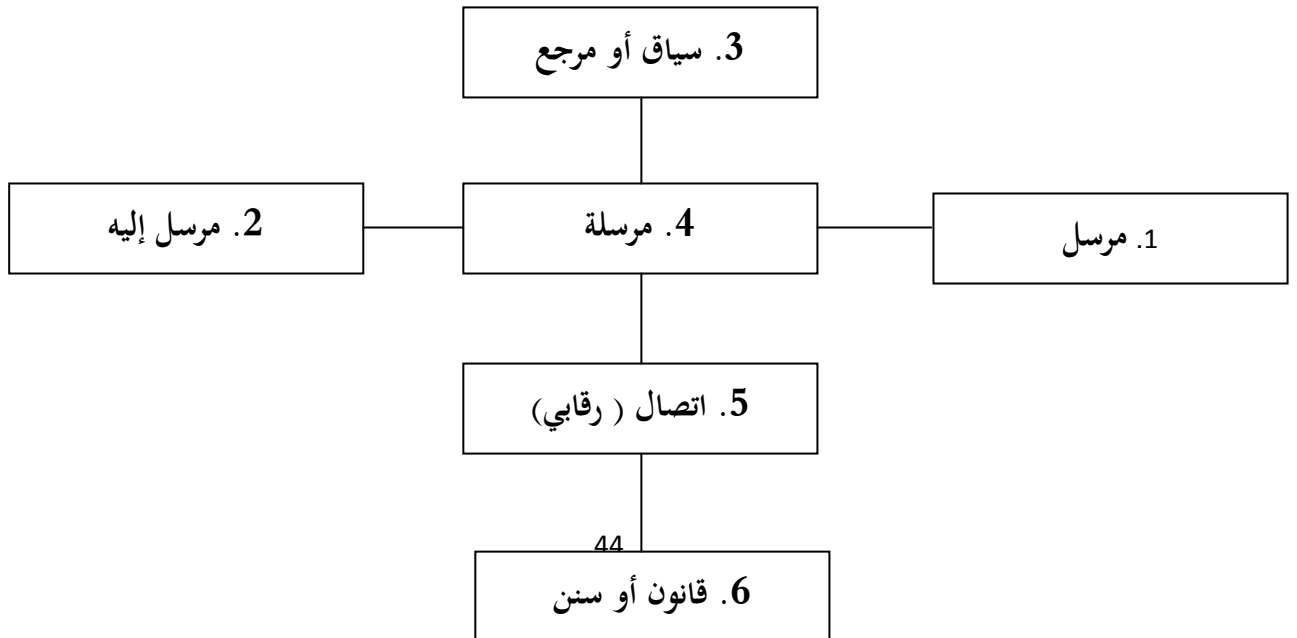 3. سياق أو مرجع
1. مرسل
4. مرسلة
2. مرسل إليه
5. اتصال ( رقابي)
44
6. قانون أو سنن